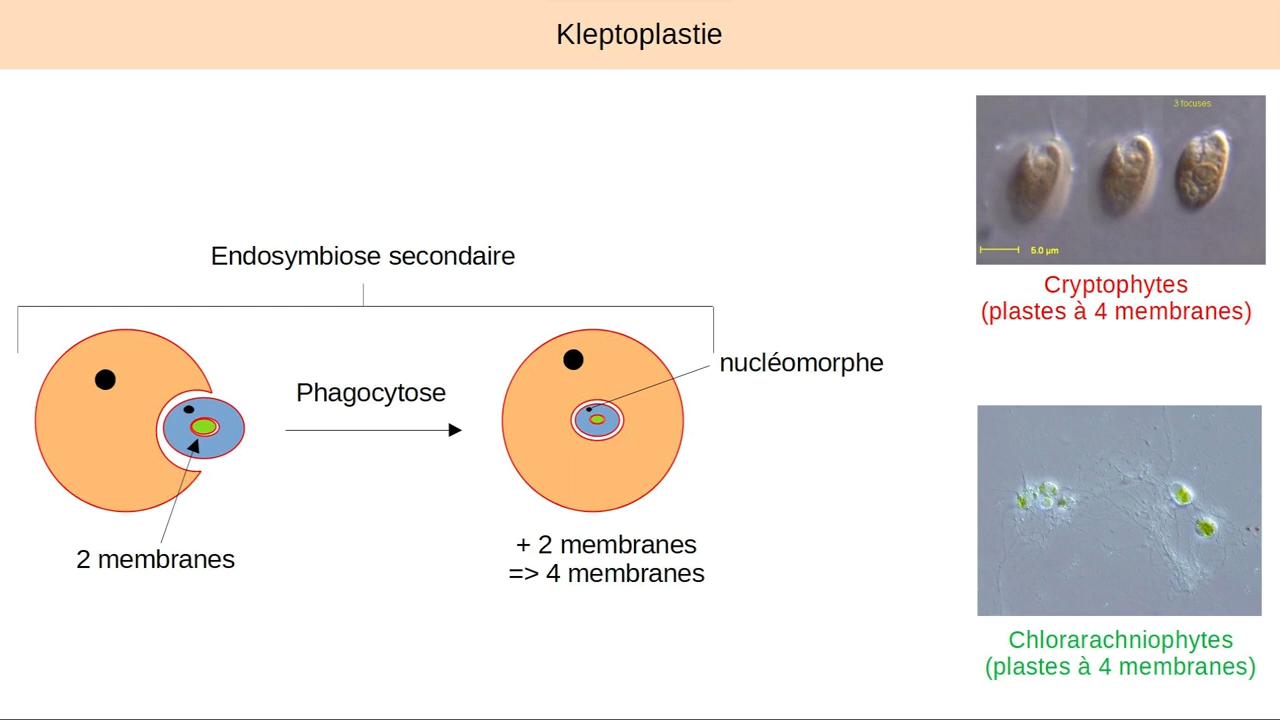 Kleptoplastie
3 focuses
5.0 µm
Cryptophytes
(plastes à 4 membranes)
Endosymbiose secondaire
nucléomorphe
Phagocytose
2 membranes
+ 2 membranes
=> 4 membranes
Chlorarachniophytes
(plastes à 4 membranes)